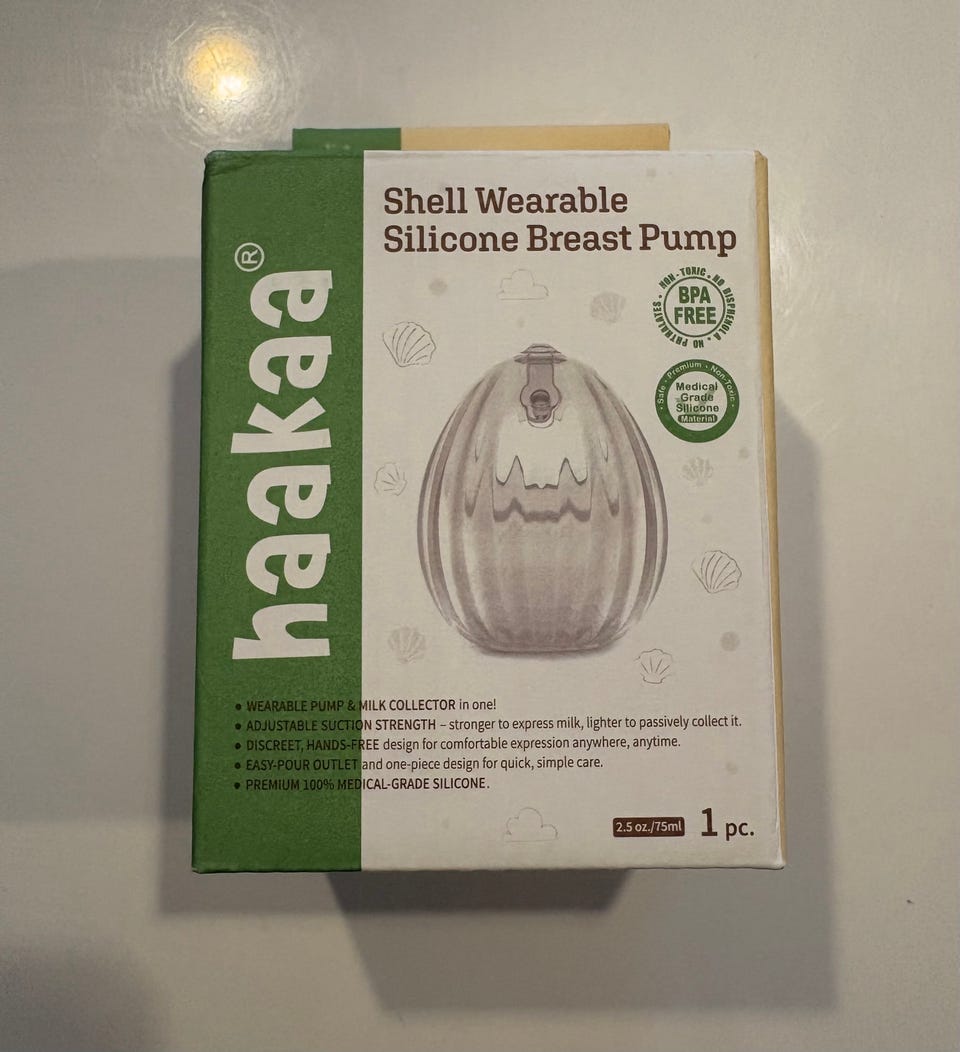 haakaa®
Shell Wearable
Silicone Breast Pump
NON-TOXIC • NO BISPHENOL A • NO PHTHALATES •
BPA
FREE
Safe • Premium • Non-Toxic
Medical
Grade
Silicone
Material
• WEARABLE PUMP & MILK COLLECTOR in one!
• ADJUSTABLE SUCTION STRENGTH – stronger to express milk, lighter to passively collect it.
• DISCREET, HANDS-FREE design for comfortable expression anywhere, anytime.
• EASY-POUR OUTLET and one-piece design for quick, simple care.
• PREMIUM 100% MEDICAL-GRADE SILICONE.
2.5 oz./75ml 1 pc.